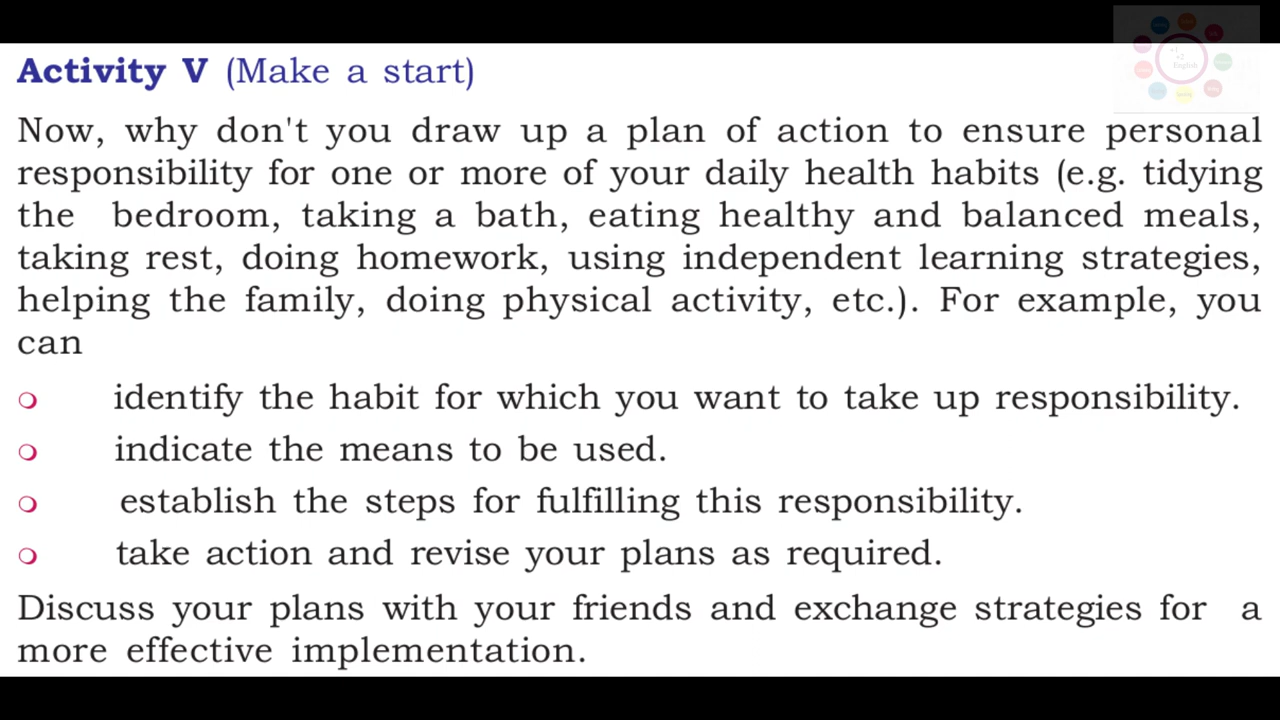 Activity V (Make a start)
Now, why don't you draw up a plan of action to ensure personal
responsibility for one or more of your daily health habits (e.g. tidying
the bedroom, taking a bath, eating healthy and balanced meals,
taking rest, doing homework, using independent learning strategies,
helping the family, doing physical activity, etc.). For example, you
can
❍ identify the habit for which you want to take up responsibility.
❍ indicate the means to be used.
❍ establish the steps for fulfilling this responsibility.
❍ take action and revise your plans as required.
Discuss your plans with your friends and exchange strategies for a
more effective implementation.
+1
+2
English